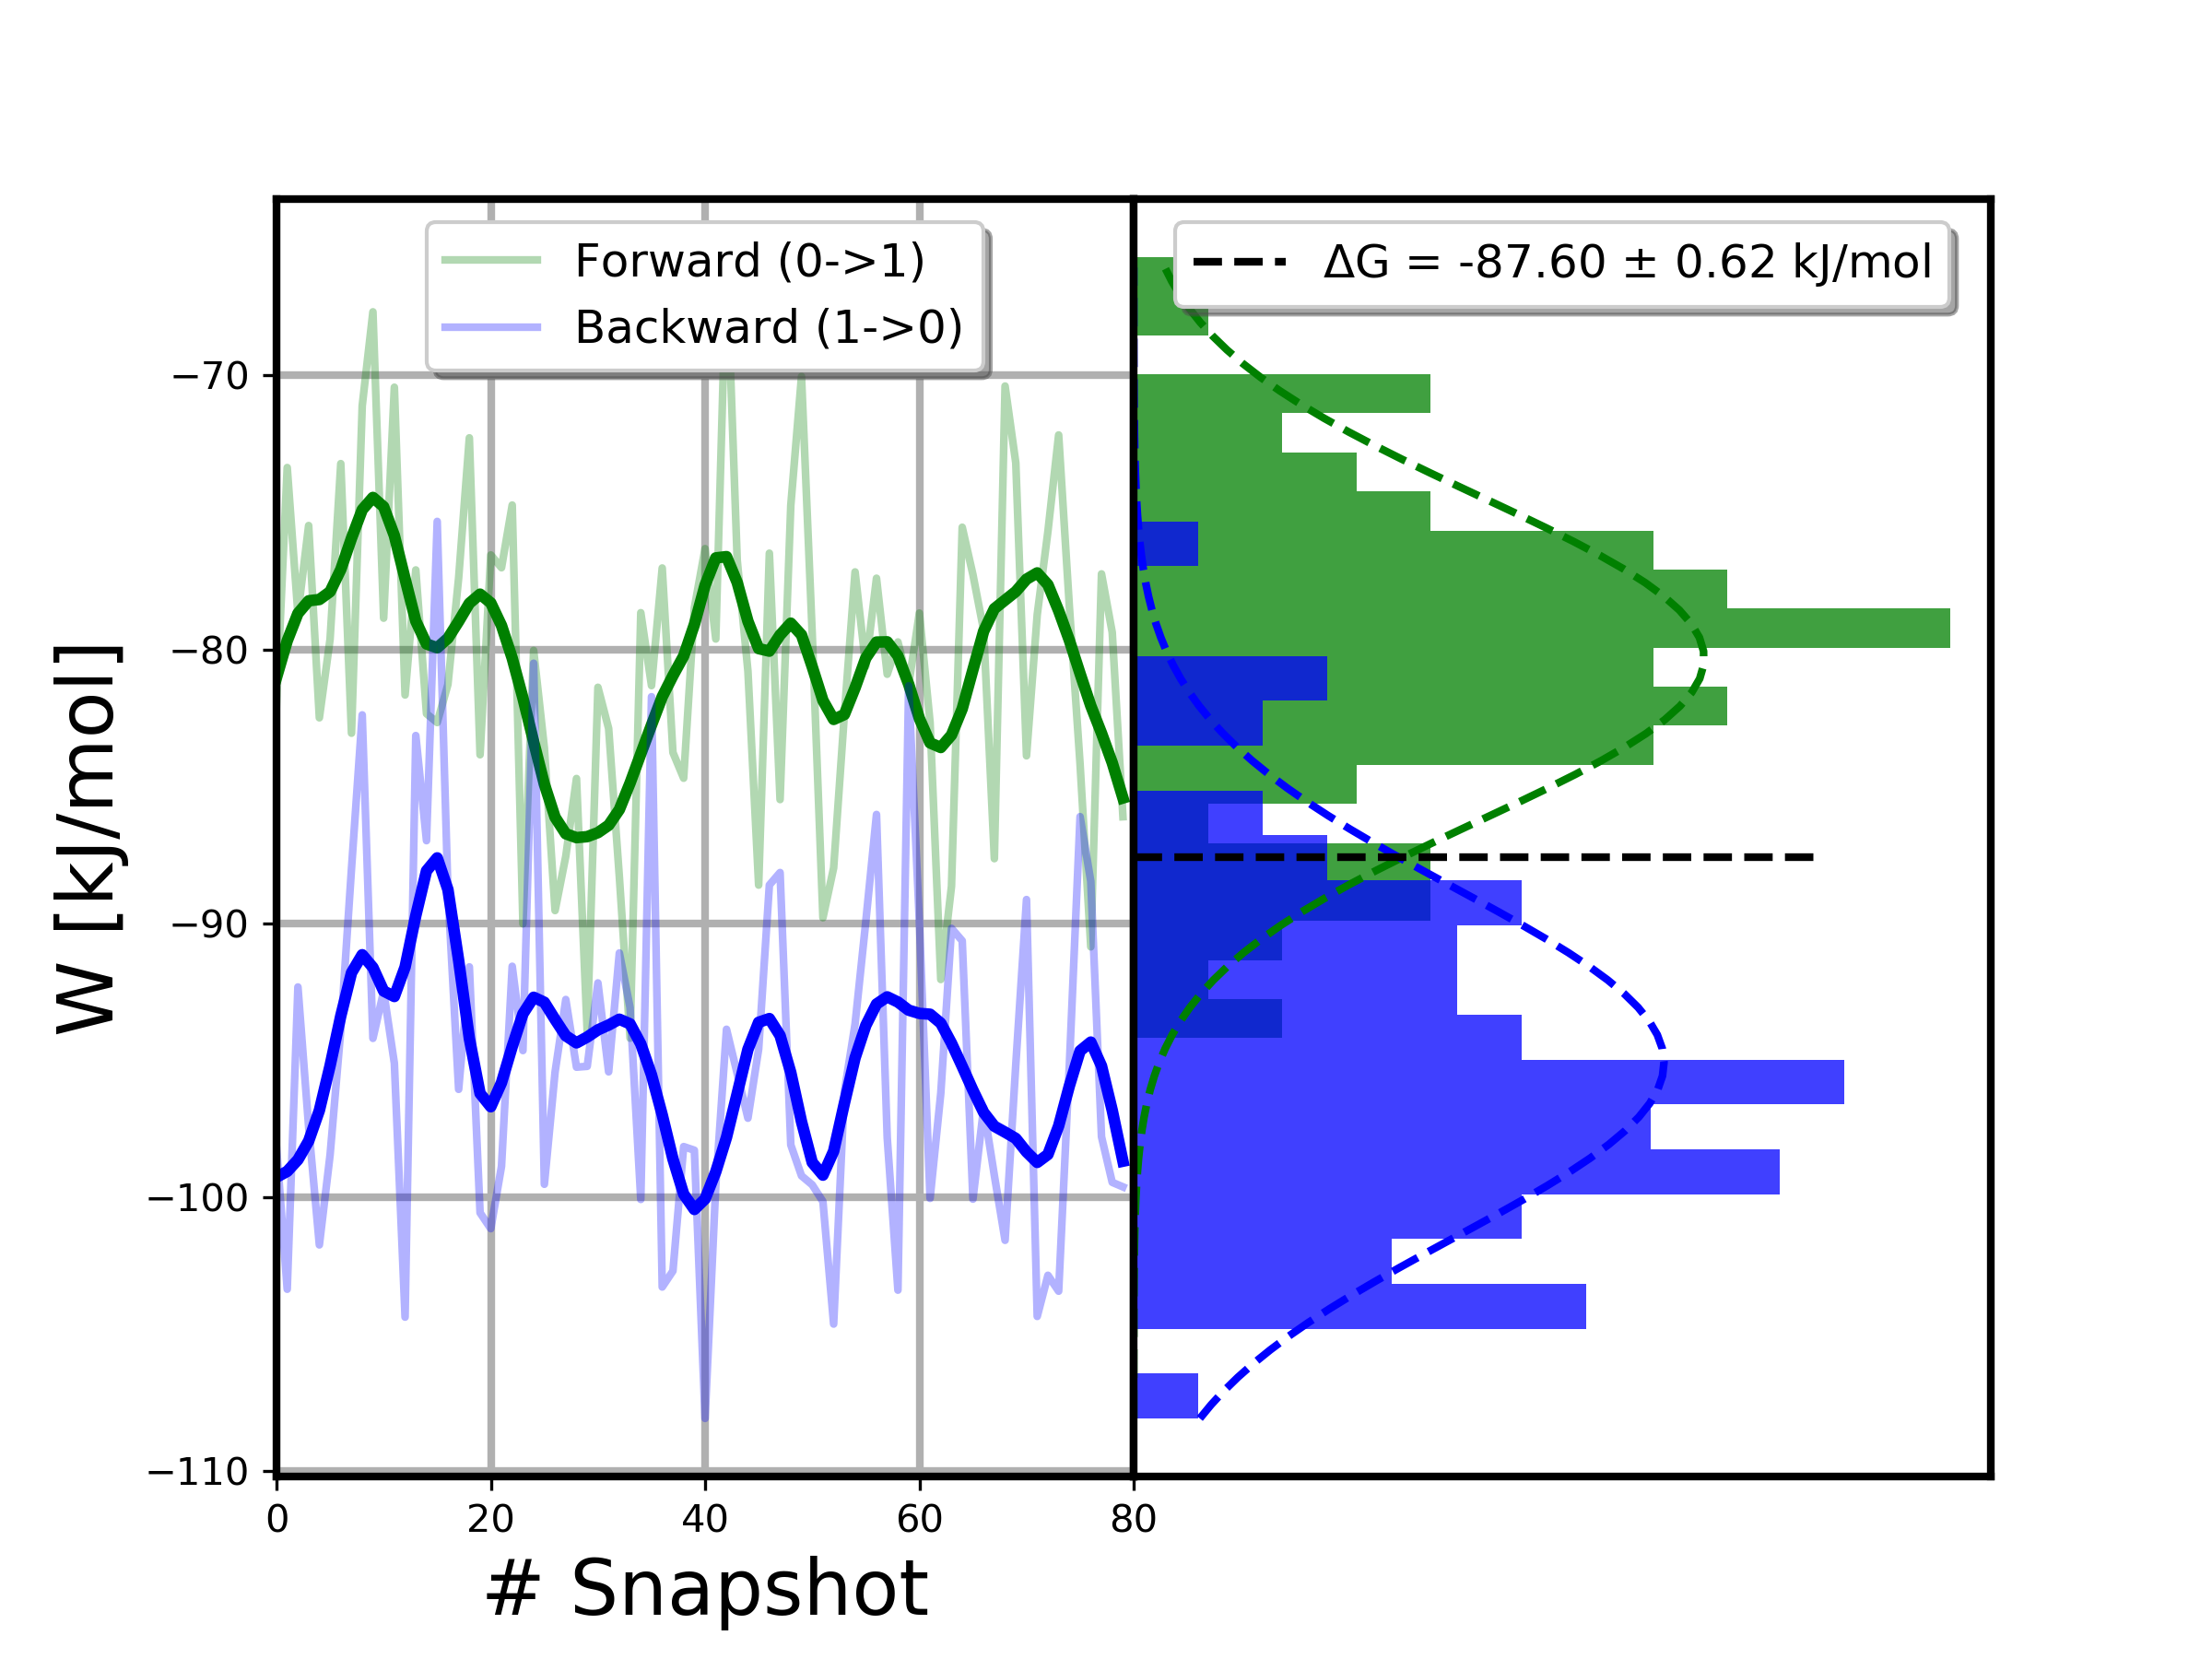 Forward (0->1)
Backward (1->0)
ΔG = -87.60 ± 0.62 kJ/mol
W [kJ/mol]
−70
−80
−90
−100
−110
0 20 40 60 80
# Snapshot